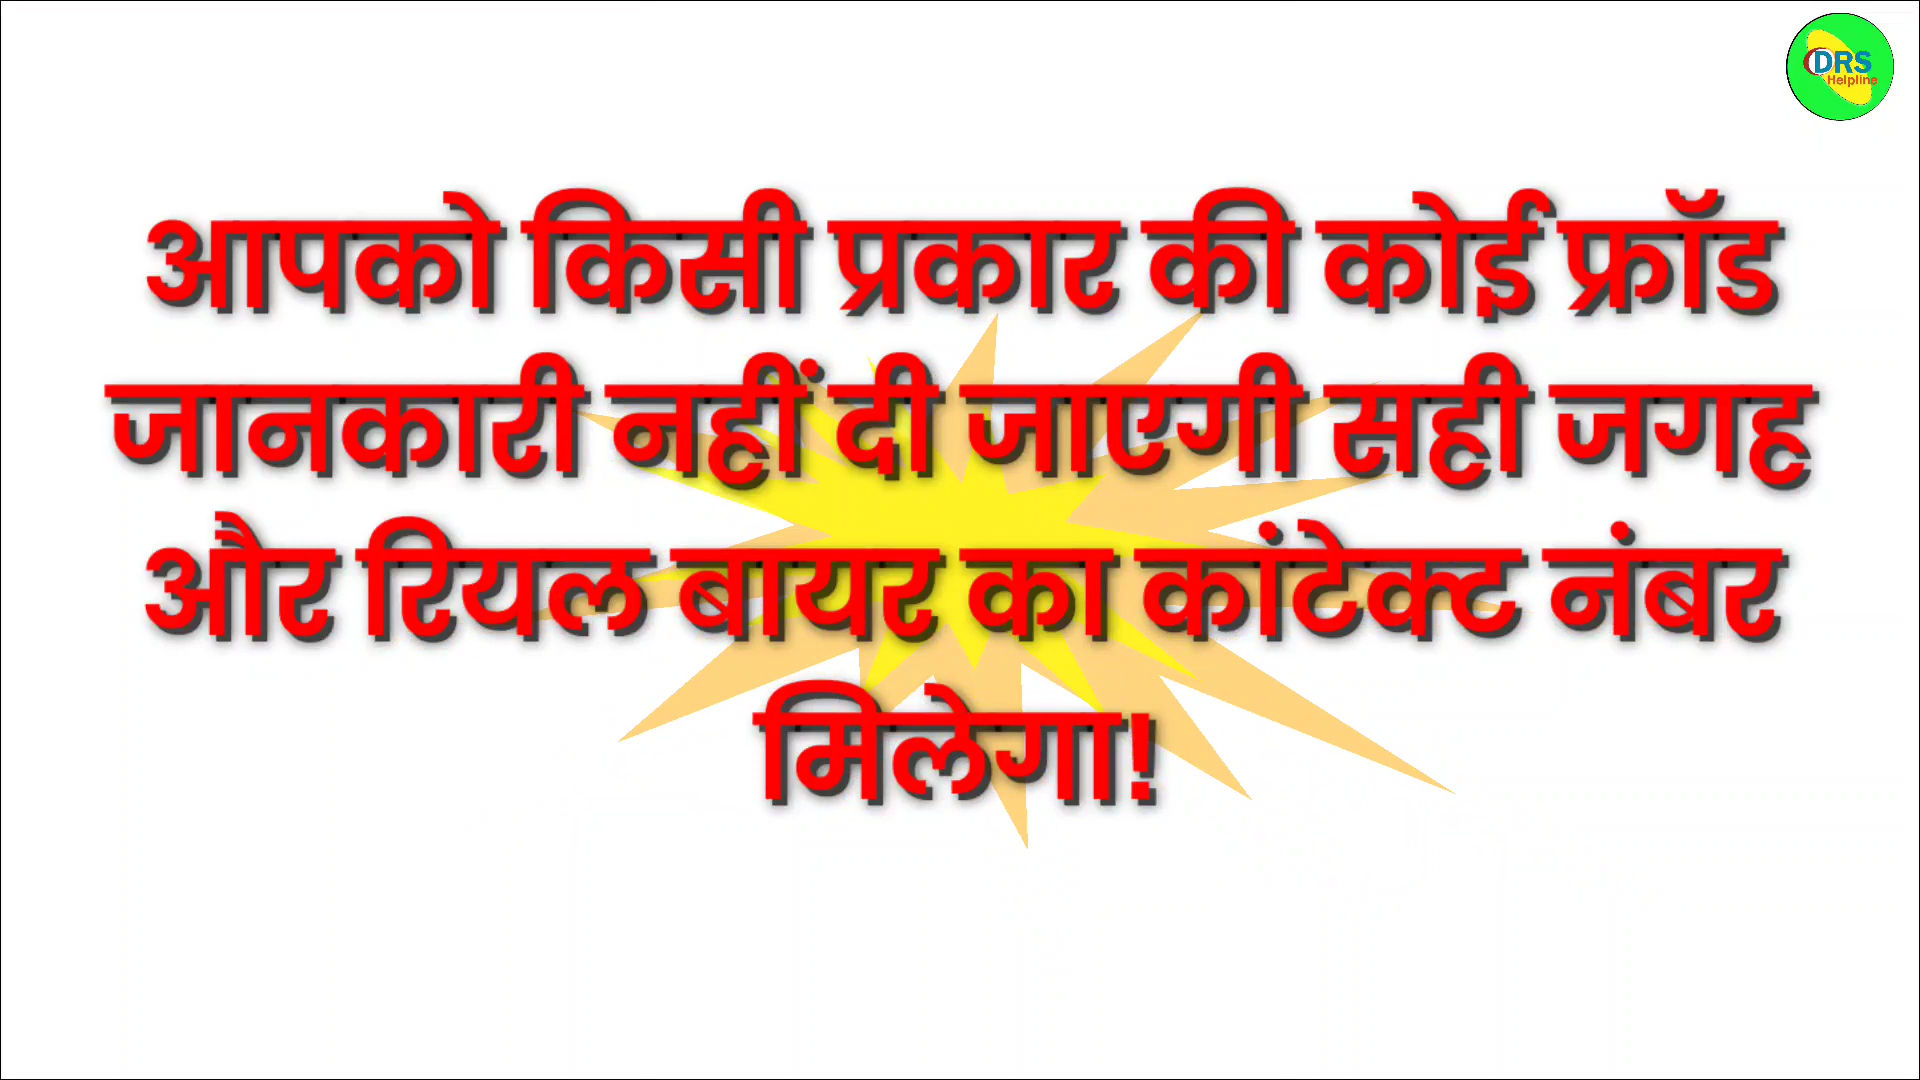 DRS
Helpline
आपको किसी प्रकार की कोई फ्रॉड
जानकारी नहीं दी जाएगी सही जगह
और रियल बायर का कांटेक्ट नंबर
मिलेगा!